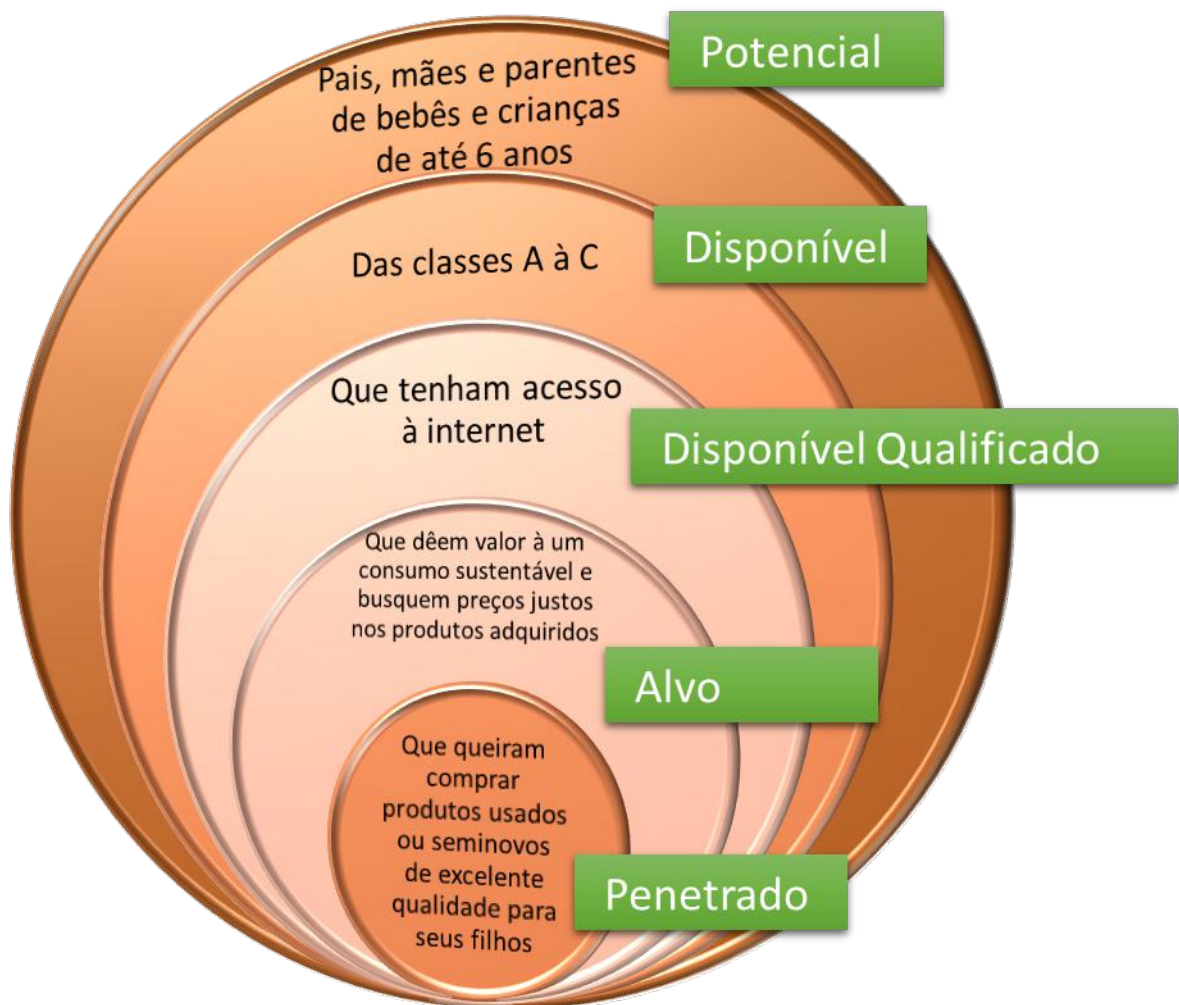 Potencial
Pais, mães e parentes
de bebês e crianças
de até 6 anos
Disponível
Das classes A à C
Que tenham acesso
à internet
Disponível Qualificado
Que dêem valor à um
consumo sustentável e
busquem preços justos
nos produtos adquiridos
Alvo
Que queiram
comprar
produtos usados
ou seminovos
de excelente
qualidade para
seus filhos
Penetrado